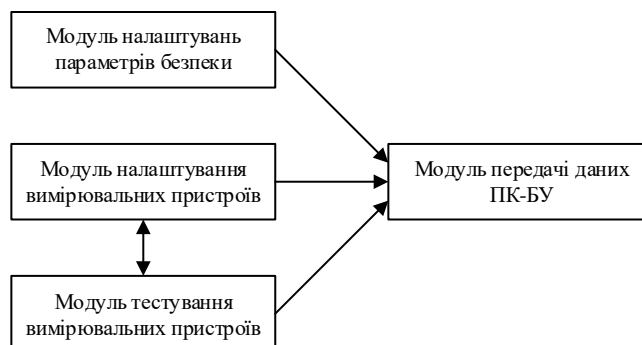 Модуль налаштувань
параметрів безпеки
Модуль налаштування
вимірювальних пристроїв
Модуль передачі даних
ПК-БУ
Модуль тестування
вимірювальних пристроїв